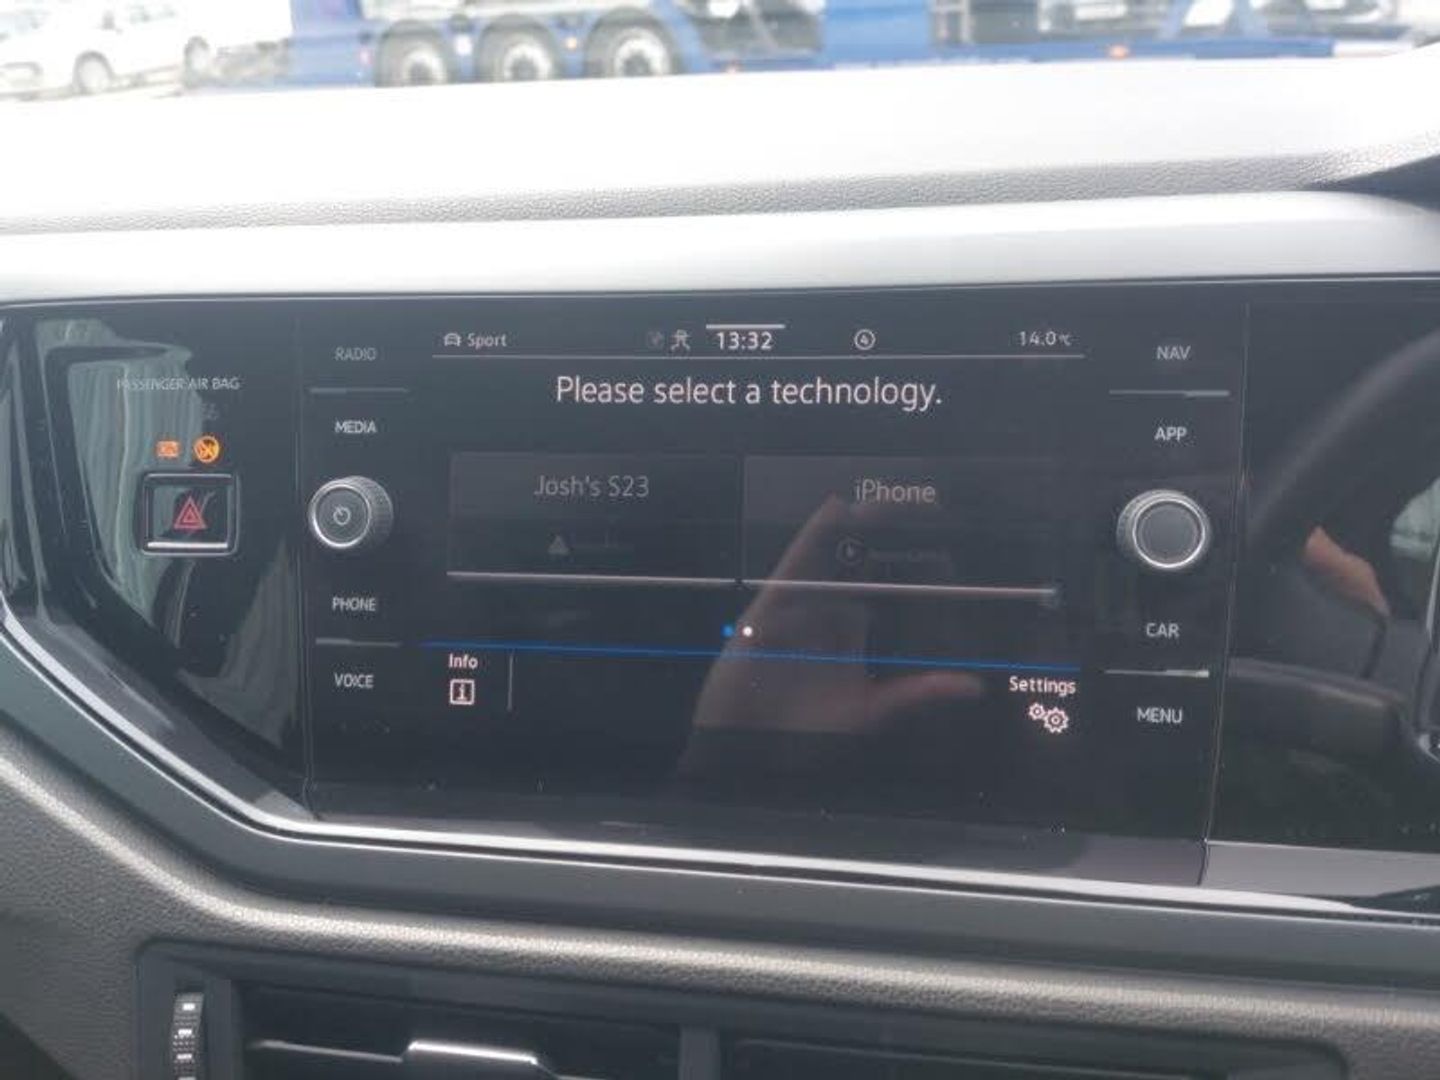 Sport 13:32 4 14.0°C
Please select a technology.
Josh's S23
iPhone
Info
Settings
PASSENGER AIR BAG
RADIO
MEDIA
PHONE
VOICE
NAV
APP
CAR
MENU